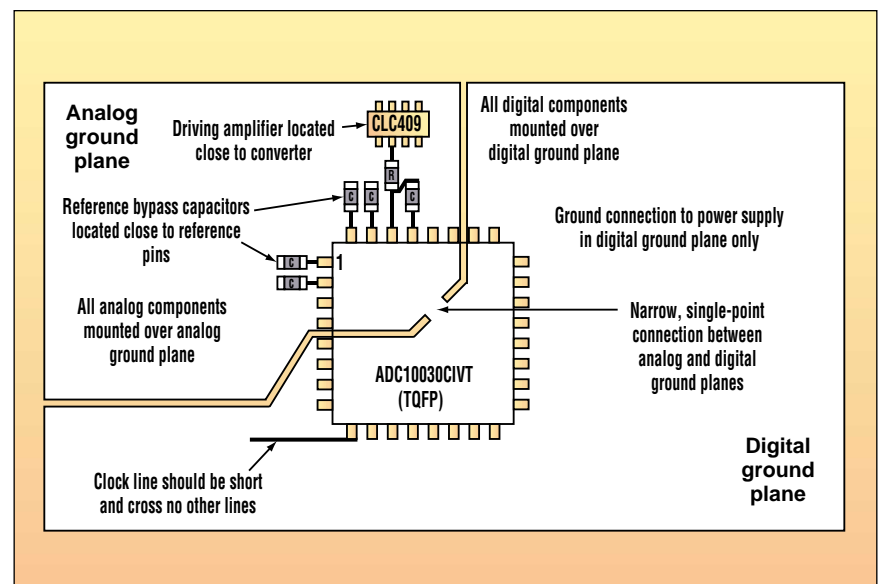 Analog
ground
plane
Driving amplifier located
close to converter
CLC409
All digital components
mounted over
digital ground plane
R
C
C
C
Reference bypass capacitors
located close to reference
pins
Ground connection to power supply
in digital ground plane only
C
C
1
All analog components
mounted over analog
ground plane
Narrow, single-point
connection between
analog and digital
ground planes
ADC10030CIVT
(TQFP)
Clock line should be short
and cross no other lines
Digital
ground
plane